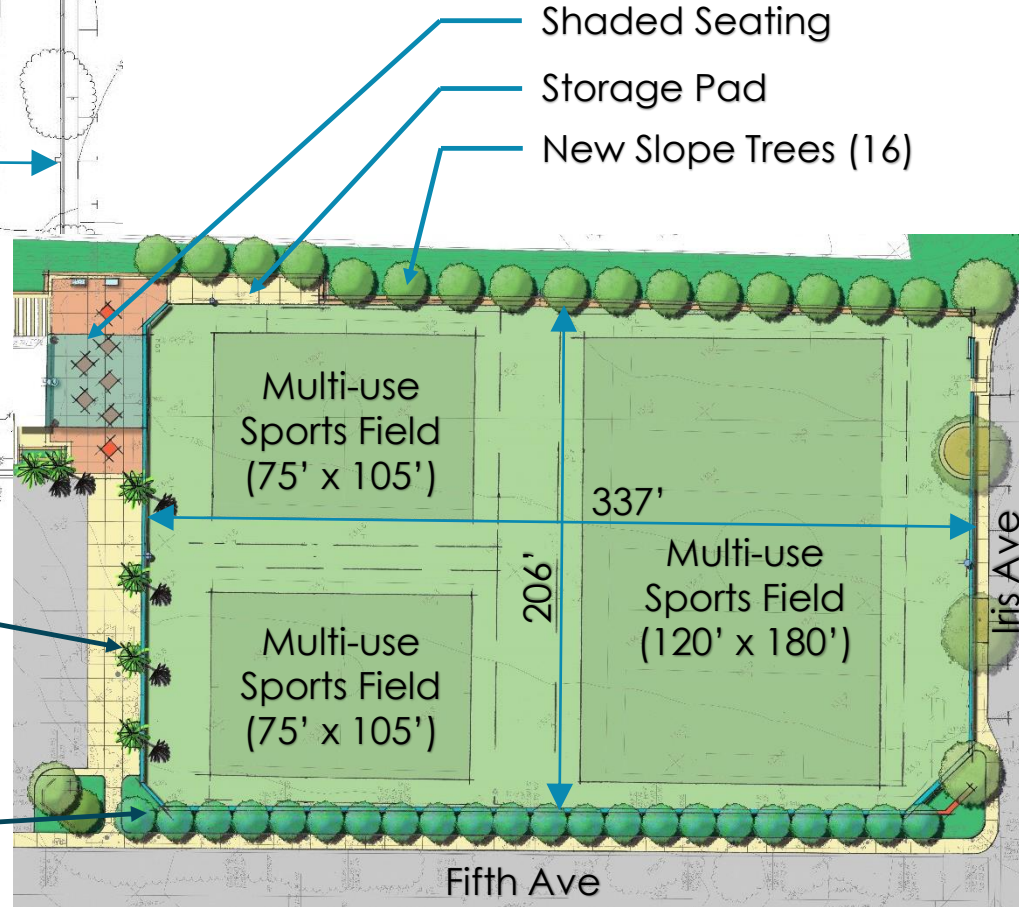 Shaded Seating
Storage Pad
New Slope Trees (16)
Multi-use
Sports Field
(75’ x 105’)
337’
206’
Multi-use
Sports Field
(120’ x 180’)
Iris Ave
Multi-use
Sports Field
(75’ x 105’)
Fifth Ave